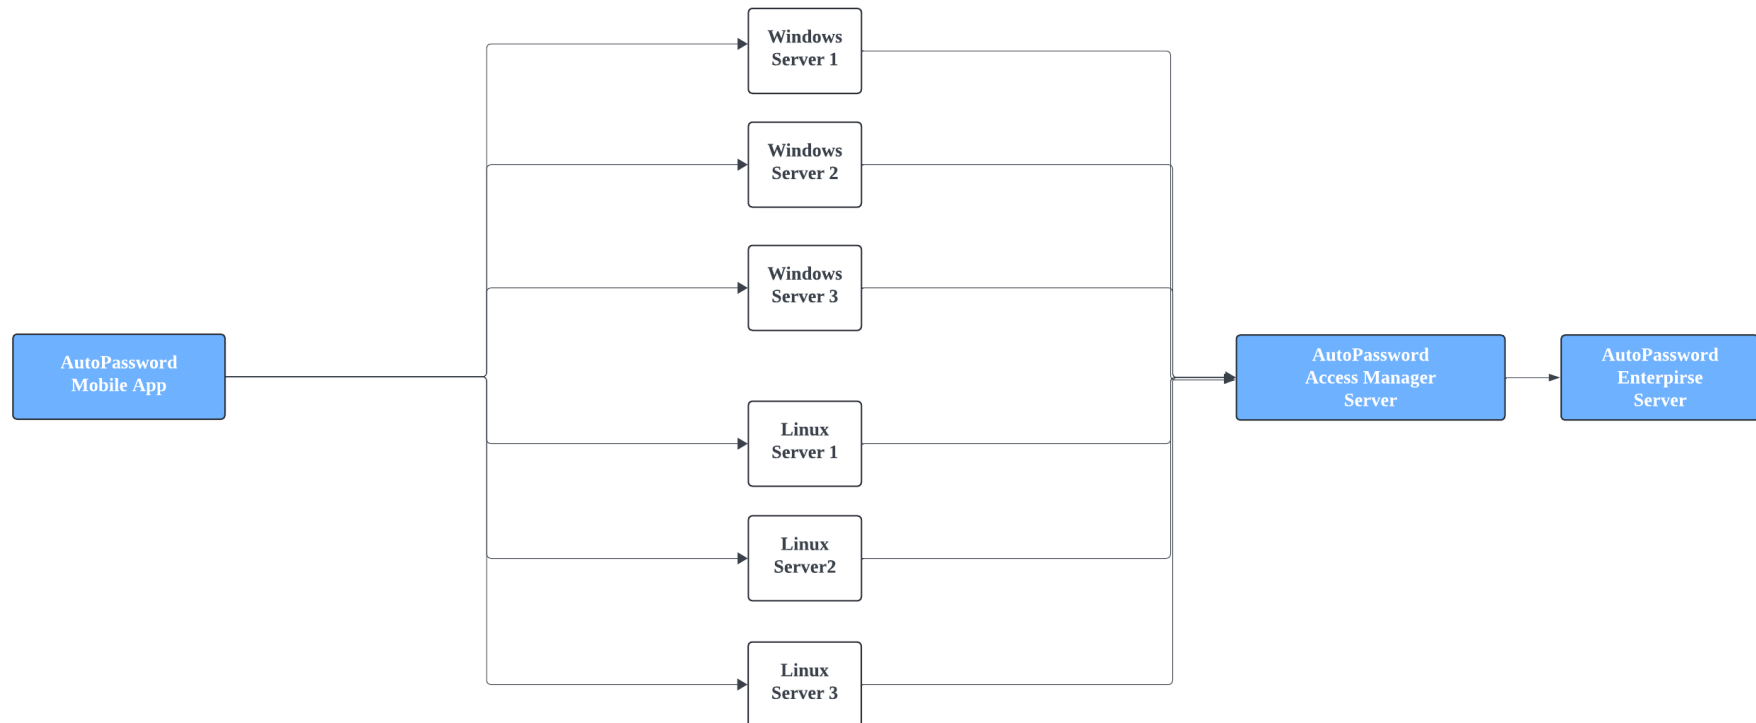 Windows
Server 1
Windows
Server 2
Windows
Server 3
AutoPassword
Mobile App
AutoPassword
Access Manager
Server
AutoPassword
Enterpirse
Server
Linux
Server 1
Linux
Server2
Linux
Server 3